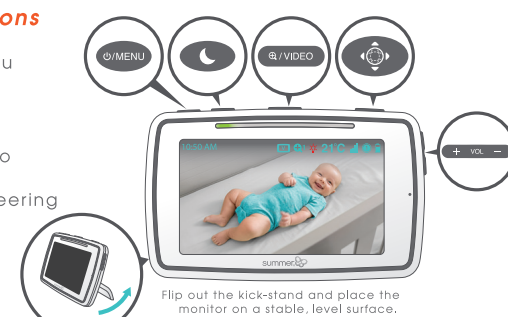 ons
u
⏻/MENU
/VIDEO
o
eering
10:50 AM
21°C
+ VOL −
summer
Flip out the kick-stand and place the
monitor on a stable, level surface.